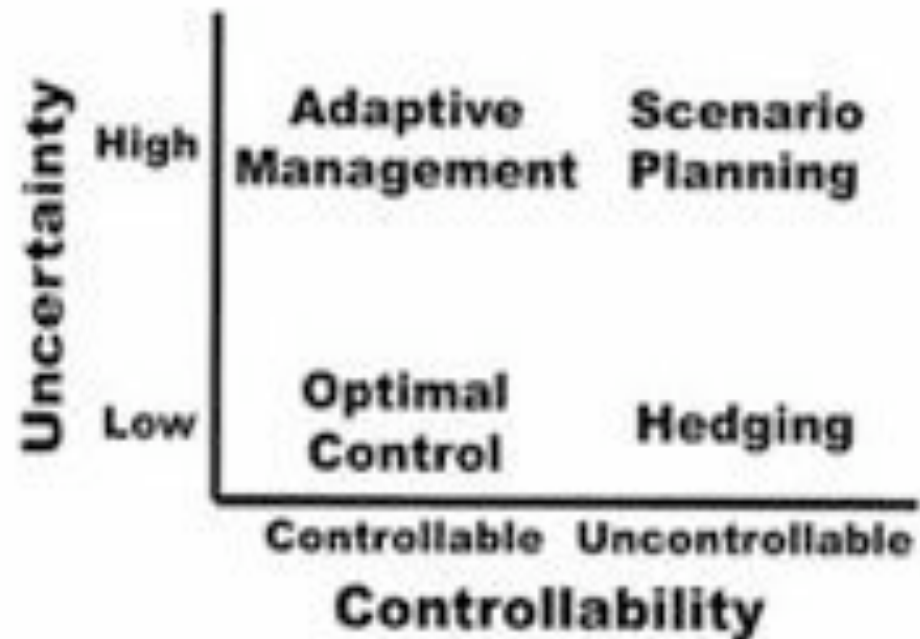 Uncertainty
High
Adaptive
Management
Scenario
Planning
Low
Optimal
Control
Hedging
Controllable
Uncontrollable
Controllability